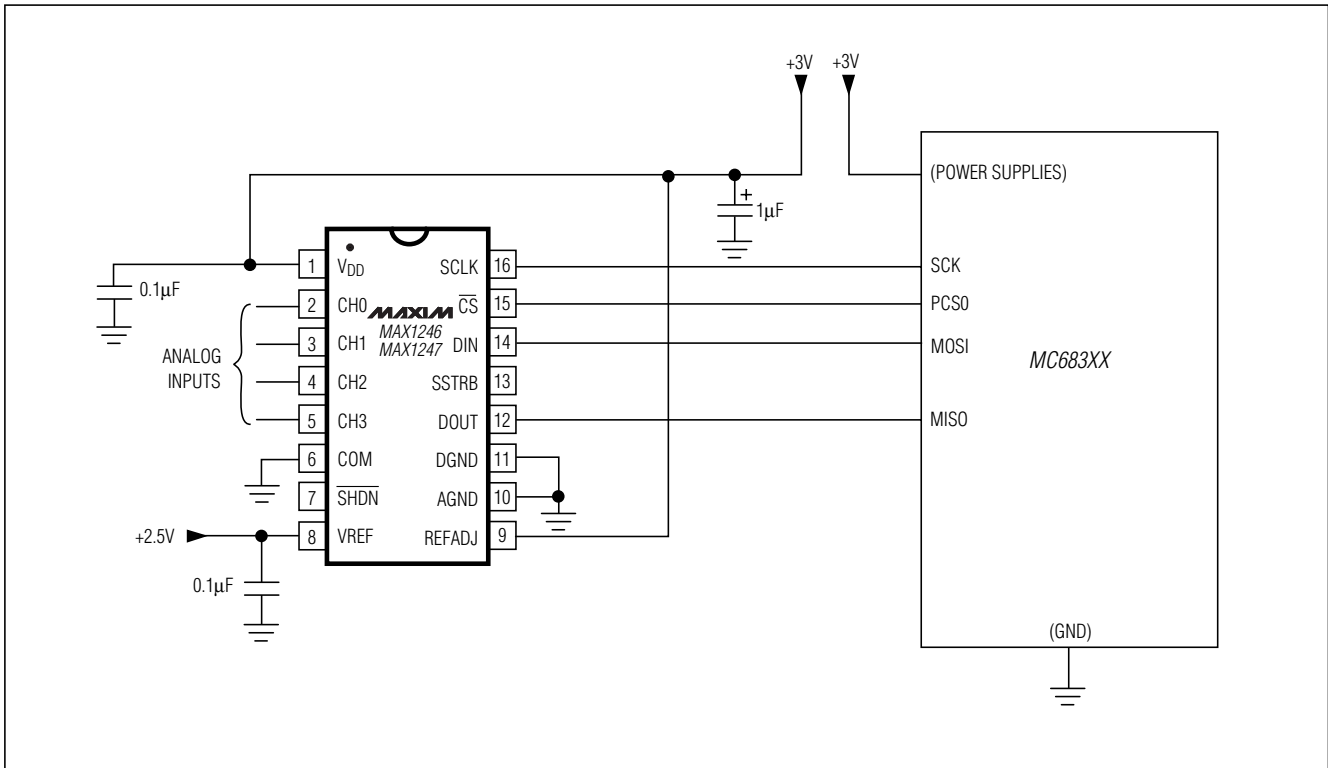 +3V
+3V
(POWER SUPPLIES)
+
1µF
0.1µF
1
VDD
SCLK
16
SCK
2
CH0
MAXIM
CS
15
PCS0
MAX1246
MAX1247
3
CH1
DIN
14
MOSI
ANALOG
INPUTS
MC683XX
4
CH2
SSTRB
13
5
CH3
DOUT
12
MISO
6
COM
DGND
11
7
SHDN
AGND
10
+2.5V
8
VREF
REFADJ
9
0.1µF
(GND)